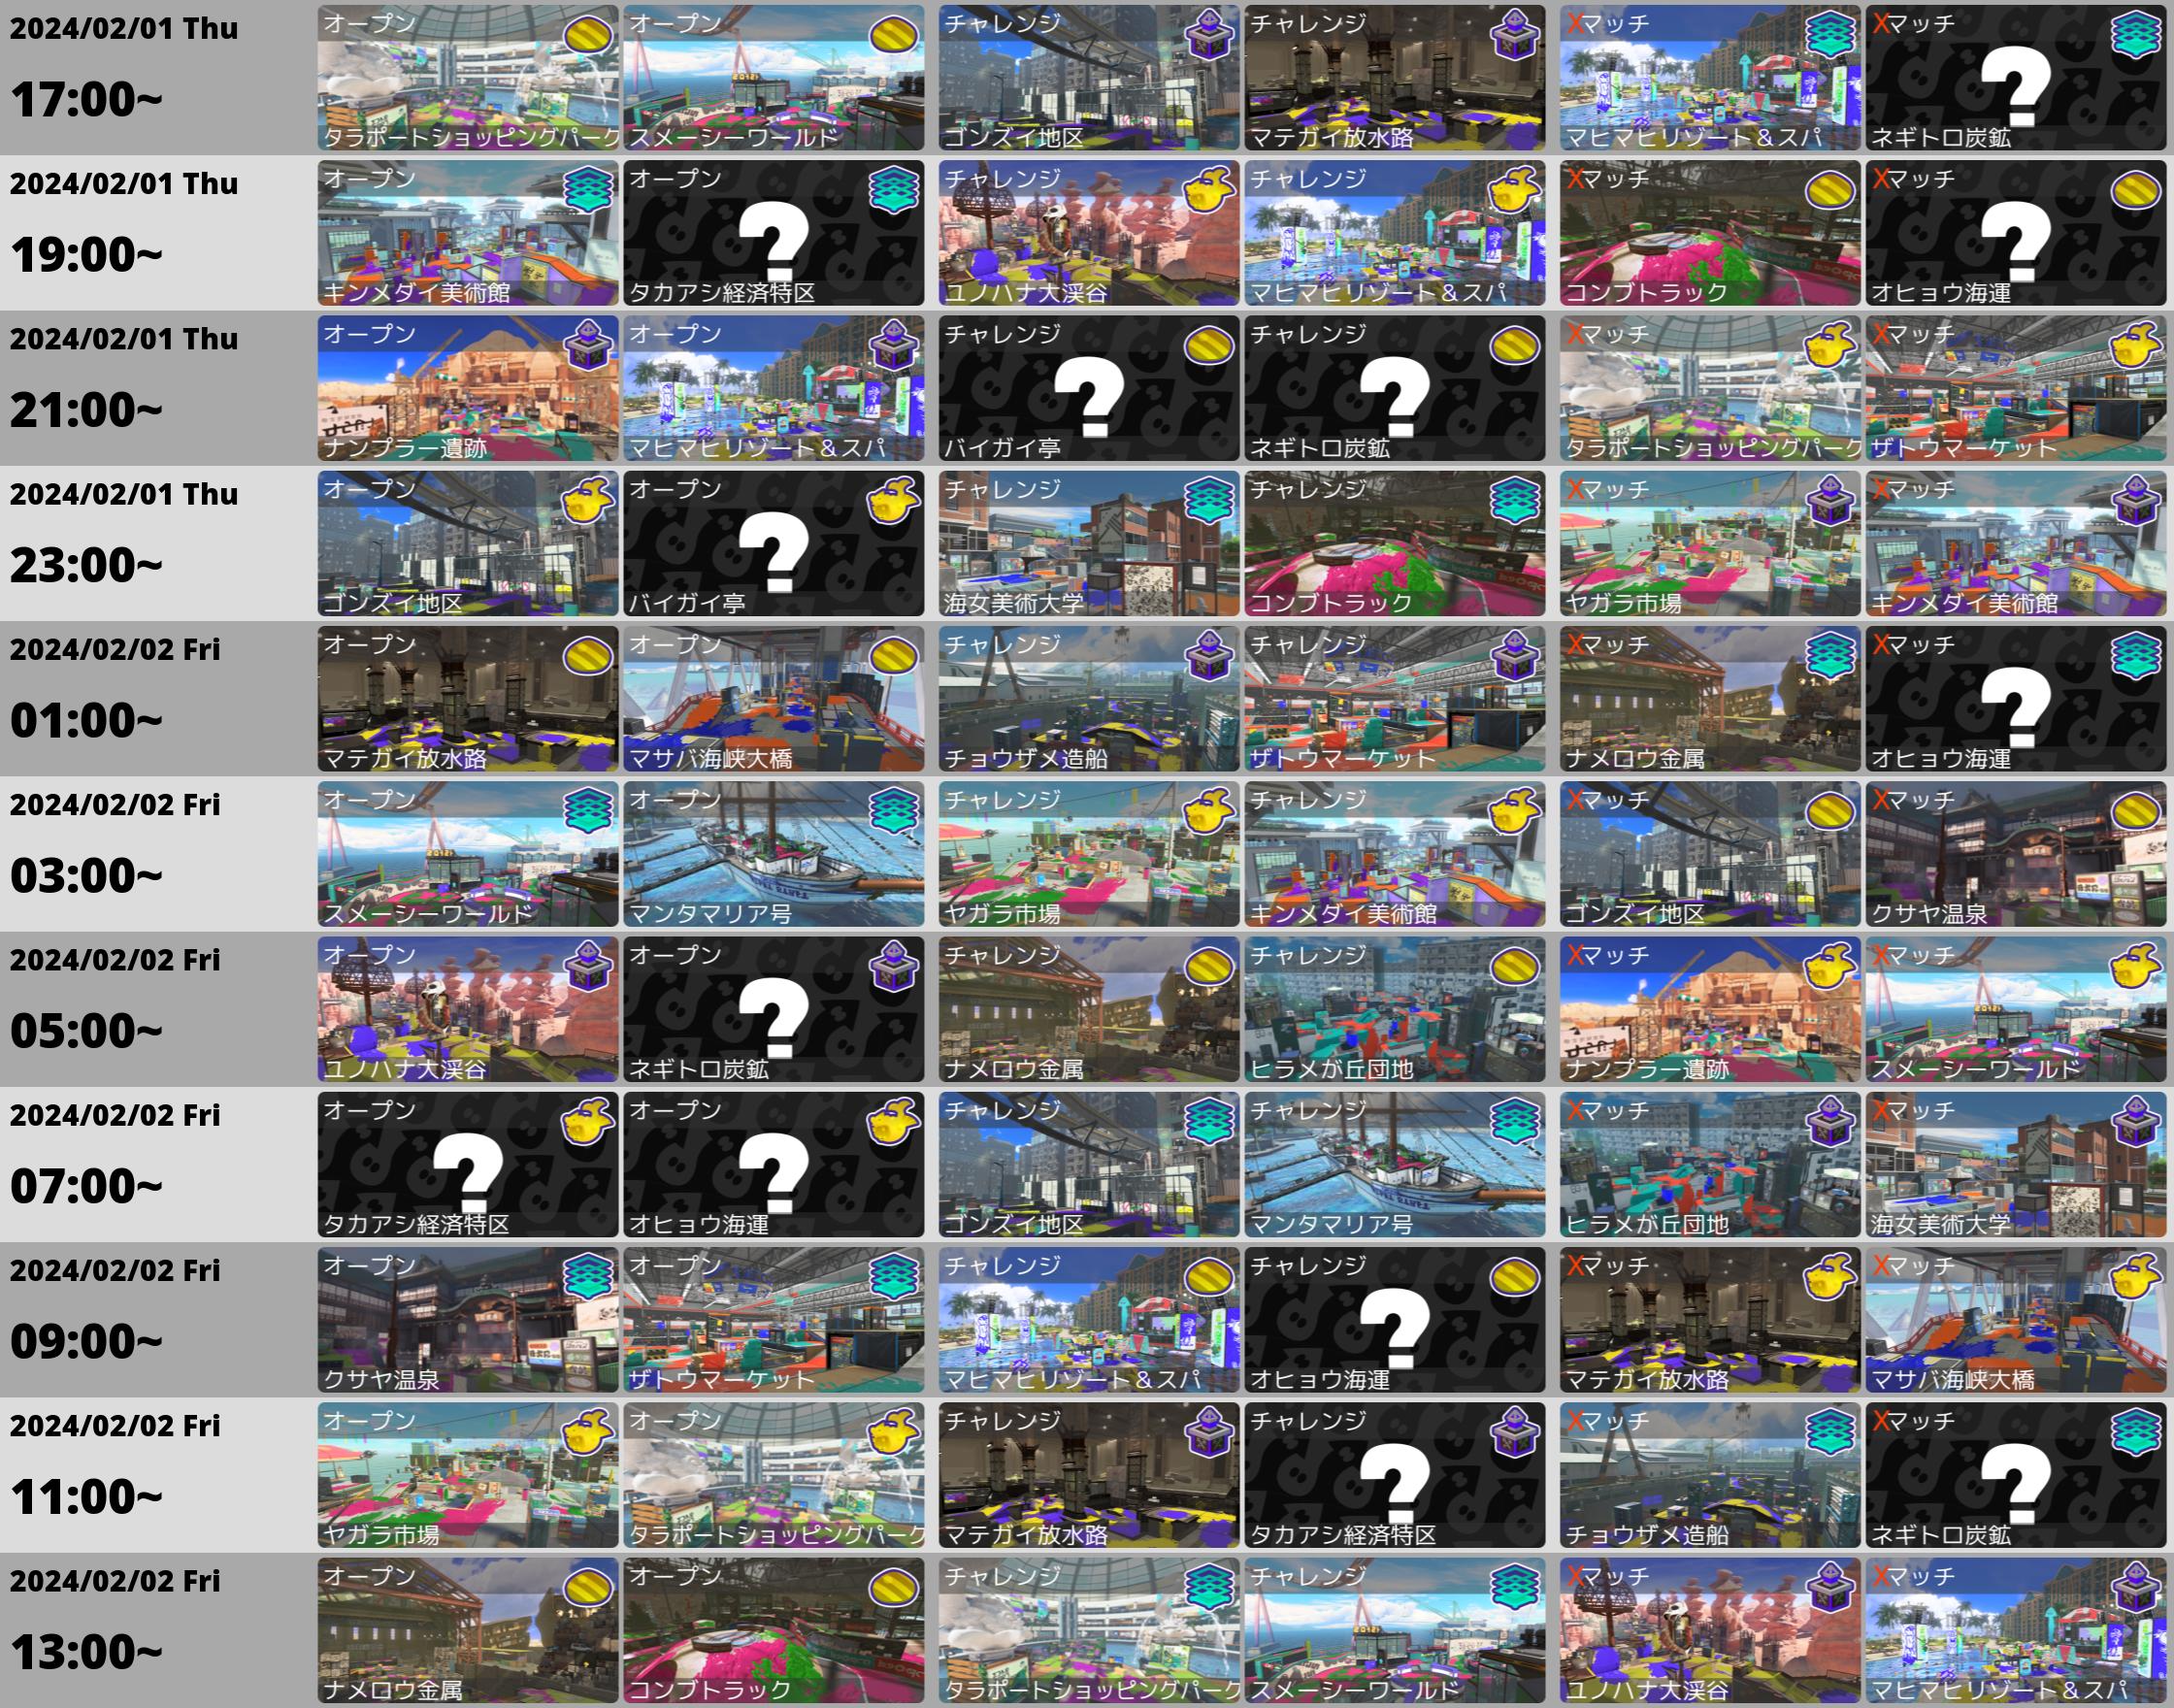 2024/02/01 Thu
17:00~
オープン
タラポートショッピングパーク
オープン
スメーシーワールド
チャレンジ
ゴンズイ地区
チャレンジ
マテガイ放水路
Xマッチ
マヒマヒリゾート&スパ
Xマッチ
ネギトロ炭鉱
2024/02/01 Thu
19:00~
オープン
キンメダイ美術館
オープン
タカアシ経済特区
チャレンジ
ユノハナ大渓谷
チャレンジ
マヒマヒリゾート&スパ
Xマッチ
コンブトラック
Xマッチ
オヒョウ海運
2024/02/01 Thu
21:00~
オープン
ナンプラー遺跡
オープン
マヒマヒリゾート&スパ
チャレンジ
バイガイ亭
チャレンジ
ネギトロ炭鉱
Xマッチ
タラポートショッピングパーク
Xマッチ
ザトウマーケット
2024/02/01 Thu
23:00~
オープン
ゴンズイ地区
オープン
バイガイ亭
チャレンジ
海女美術大学
チャレンジ
コンブトラック
Xマッチ
ヤガラ市場
Xマッチ
キンメダイ美術館
2024/02/02 Fri
01:00~
オープン
マテガイ放水路
オープン
マサバ海峡大橋
チャレンジ
チョウザメ造船
チャレンジ
ザトウマーケット
Xマッチ
ナメロウ金属
Xマッチ
オヒョウ海運
2024/02/02 Fri
03:00~
オープン
スメーシーワールド
オープン
マンタマリア号
チャレンジ
ヤガラ市場
チャレンジ
キンメダイ美術館
Xマッチ
ゴンズイ地区
Xマッチ
クサヤ温泉
2024/02/02 Fri
05:00~
オープン
ユノハナ大渓谷
オープン
ネギトロ炭鉱
チャレンジ
ナメロウ金属
チャレンジ
ヒラメが丘団地
Xマッチ
ナンプラー遺跡
Xマッチ
スメーシーワールド
2024/02/02 Fri
07:00~
オープン
タカアシ経済特区
オープン
オヒョウ海運
チャレンジ
ゴンズイ地区
チャレンジ
マンタマリア号
Xマッチ
ヒラメが丘団地
Xマッチ
海女美術大学
2024/02/02 Fri
09:00~
オープン
クサヤ温泉
オープン
ザトウマーケット
チャレンジ
マヒマヒリゾート&スパ
チャレンジ
オヒョウ海運
Xマッチ
マテガイ放水路
Xマッチ
マサバ海峡大橋
2024/02/02 Fri
11:00~
オープン
ヤガラ市場
オープン
タラポートショッピングパーク
チャレンジ
マテガイ放水路
チャレンジ
タカアシ経済特区
Xマッチ
チョウザメ造船
Xマッチ
ネギトロ炭鉱
2024/02/02 Fri
13:00~
オープン
ナメロウ金属
オープン
コンブトラック
チャレンジ
タラポートショッピングパーク
チャレンジ
スメーシーワールド
Xマッチ
ユノハナ大渓谷
Xマッチ
マヒマヒリゾート&スパ